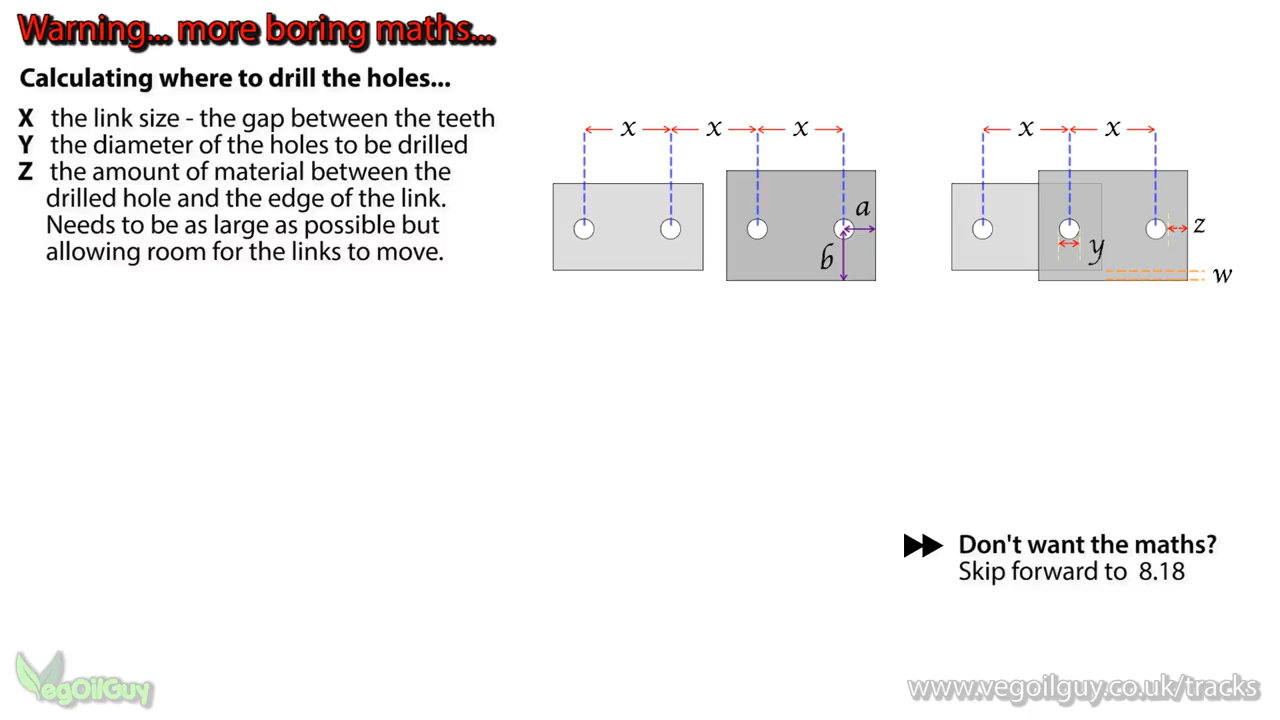 Warning... more boring maths...
Calculating where to drill the holes...
X the link size - the gap between the teeth
Y the diameter of the holes to be drilled
Z the amount of material between the
drilled hole and the edge of the link.
Needs to be as large as possible but
allowing room for the links to move.
x x x
a
b
x x
z
y
w
Don't want the maths?
Skip forward to 8.18
VegOilGuy
www.vegoilguy.co.uk/tracks